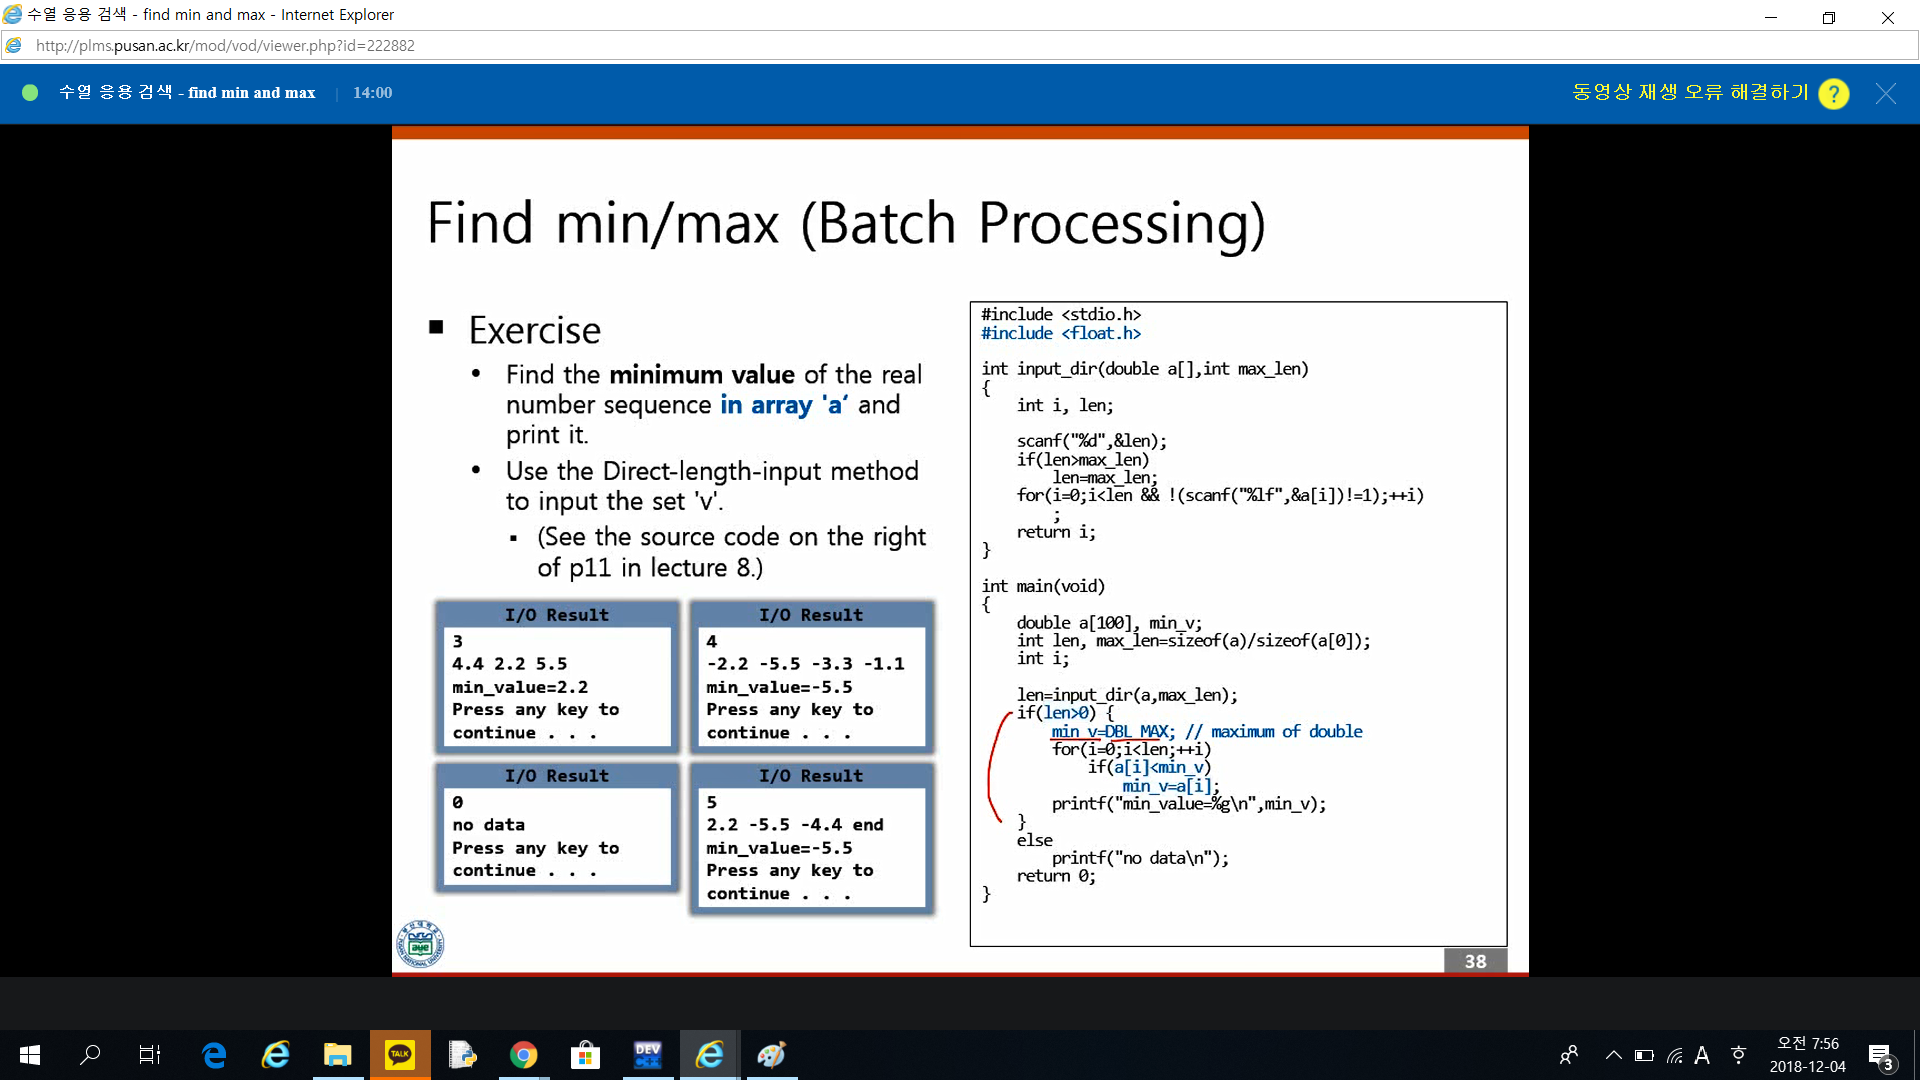 수열 응용 검색 - find min and max - Internet Explorer
http://plms.pusan.ac.kr/mod/vod/viewer.php?id=222882
수열 응용 검색 - find min and max | 14:00
동영상 재생 오류 해결하기 ?
Find min/max (Batch Processing)
■ Exercise
• Find the minimum value of the real
number sequence in array 'a‘ and
print it.
• Use the Direct-length-input method
to input the set 'v'.
▪ (See the source code on the right
of p11 in lecture 8.)
I/O Result
3
4.4 2.2 5.5
min_value=2.2
Press any key to
continue . . .
I/O Result
4
-2.2 -5.5 -3.3 -1.1
min_value=-5.5
Press any key to
continue . . .
I/O Result
0
no data
Press any key to
continue . . .
I/O Result
5
2.2 -5.5 -4.4 end
min_value=-5.5
Press any key to
continue . . .
#include <stdio.h>
#include <float.h>
int input_dir(double a[],int max_len)
{
int i, len;
scanf("%d",&len);
if(len>max_len)
len=max_len;
for(i=0;i<len && !(scanf("%lf",&a[i])!=1);++i)
;
return i;
}
int main(void)
{
double a[100], min_v;
int len, max_len=sizeof(a)/sizeof(a[0]);
int i;
len=input_dir(a,max_len);
if(len>0) {
min_v=DBL_MAX; // maximum of double
for(i=0;i<len;++i)
if(a[i]<min_v)
min_v=a[i];
printf("min_value=%g\n",min_v);
}
else
printf("no data\n");
return 0;
}
38
TALK
DEV
A
오전 7:56
2018-12-04
3